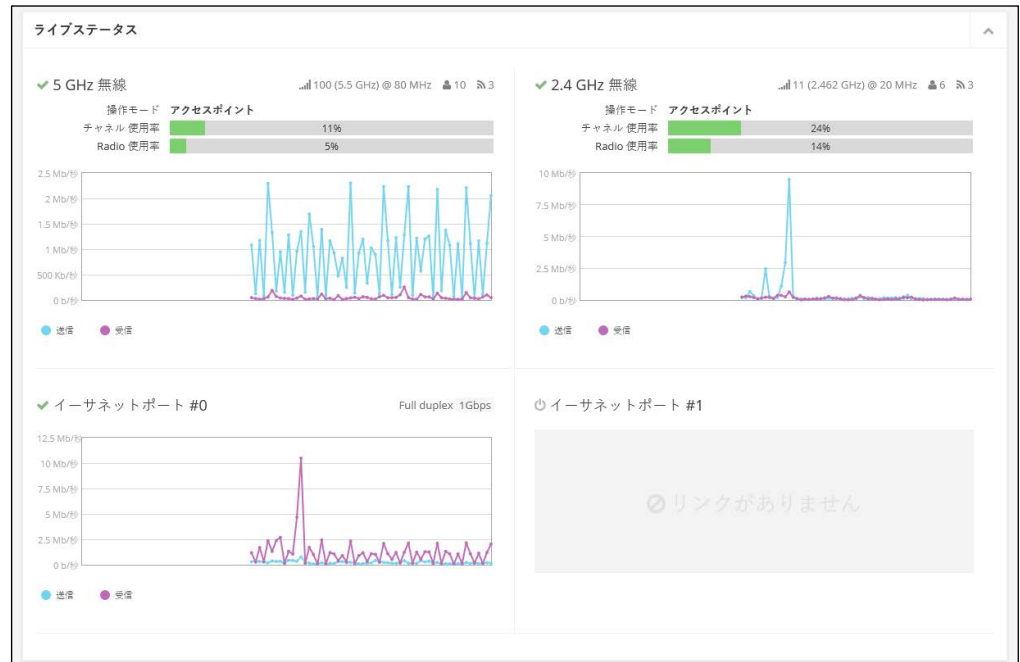 ライブステータス
5 GHz 無線 100 (5.5 GHz) @ 80 MHz 10 3
操作モード アクセスポイント
チャネル 使用率 11%
Radio 使用率 5%
2.5 Mb/秒
2 Mb/秒
1.5 Mb/秒
1 Mb/秒
500 Kb/秒
0 b/秒
送信 受信
2.4 GHz 無線 11 (2.462 GHz) @ 20 MHz 6 3
操作モード アクセスポイント
チャネル 使用率 24%
Radio 使用率 14%
10 Mb/秒
7.5 Mb/秒
5 Mb/秒
2.5 Mb/秒
0 b/秒
送信 受信
イーサネットポート #0 Full duplex 1Gbps
12.5 Mb/秒
10 Mb/秒
7.5 Mb/秒
5 Mb/秒
2.5 Mb/秒
0 b/秒
送信 受信
イーサネットポート #1
リンクがありません